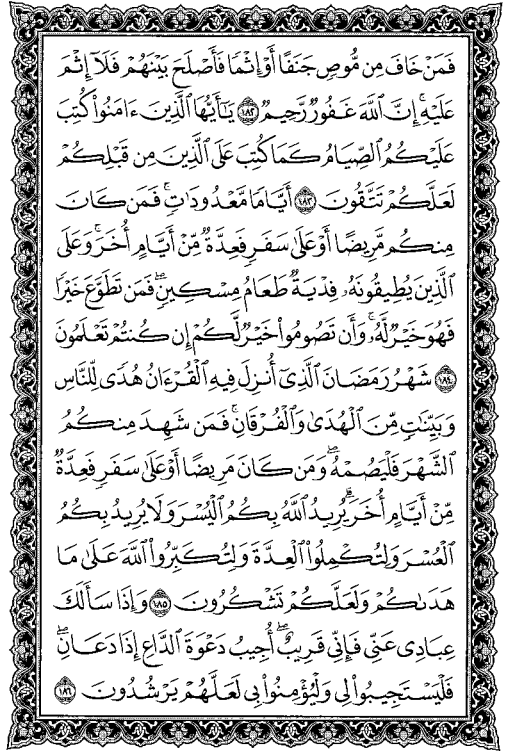 فَمَنْ خَافَ مِن مُّوصٍ جَنَفًا أَوْ إِثْمًا فَأَصْلَحَ بَيْنَهُمْ فَلَآ إِثْمَ
عَلَيْهِ ۚ إِنَّ ٱللَّهَ غَفُورٌ رَّحِيمٌ ١٨٢ يَـٰٓأَيُّهَا ٱلَّذِينَ ءَامَنُوا۟ كُتِبَ
عَلَيْكُمُ ٱلصِّيَامُ كَمَا كُتِبَ عَلَى ٱلَّذِينَ مِن قَبْلِكُمْ
لَعَلَّكُمْ تَتَّقُونَ ١٨٣ أَيَّامًا مَّعْدُودَٰتٍ ۚ فَمَن كَانَ
مِنكُم مَّرِيضًا أَوْ عَلَىٰ سَفَرٍ فَعِدَّةٌ مِّنْ أَيَّامٍ أُخَرَ ۚ وَعَلَى
ٱلَّذِينَ يُطِيقُونَهُۥ فِدْيَةٌ طَعَامُ مِسْكِينٍ ۖ فَمَن تَطَوَّعَ خَيْرًا
فَهُوَ خَيْرٌ لَّهُۥ ۚ وَأَن تَصُومُوا۟ خَيْرٌ لَّكُمْ إِن كُنتُمْ تَعْلَمُونَ
١٨٤ شَهْرُ رَمَضَانَ ٱلَّذِىٓ أُنزِلَ فِيهِ ٱلْقُرْءَانُ هُدًى لِّلنَّاسِ
وَبَيِّنَـٰتٍ مِّنَ ٱلْهُدَىٰ وَٱلْفُرْقَانِ ۚ فَمَن شَهِدَ مِنكُمُ
ٱلشَّهْرَ فَلْيَصُمْهُ ۖ وَمَن كَانَ مَرِيضًا أَوْ عَلَىٰ سَفَرٍ فَعِدَّةٌ
مِّنْ أَيَّامٍ أُخَرَ ۗ يُرِيدُ ٱللَّهُ بِكُمُ ٱلْيُسْرَ وَلَا يُرِيدُ بِكُمُ
ٱلْعُسْرَ وَلِتُكْمِلُوا۟ ٱلْعِدَّةَ وَلِتُكَبِّرُوا۟ ٱللَّهَ عَلَىٰ مَا
هَدَىٰكُمْ وَلَعَلَّكُمْ تَشْكُرُونَ ١٨٥ وَإِذَا سَأَلَكَ
عِبَادِى عَنِّى فَإِنِّى قَرِيبٌ ۖ أُجِيبُ دَعْوَةَ ٱلدَّاعِ إِذَا دَعَانِ ۖ
فَلْيَسْتَجِيبُوا۟ لِى وَلْيُؤْمِنُوا۟ بِى لَعَلَّهُمْ يَرْشُدُونَ ١٨٦